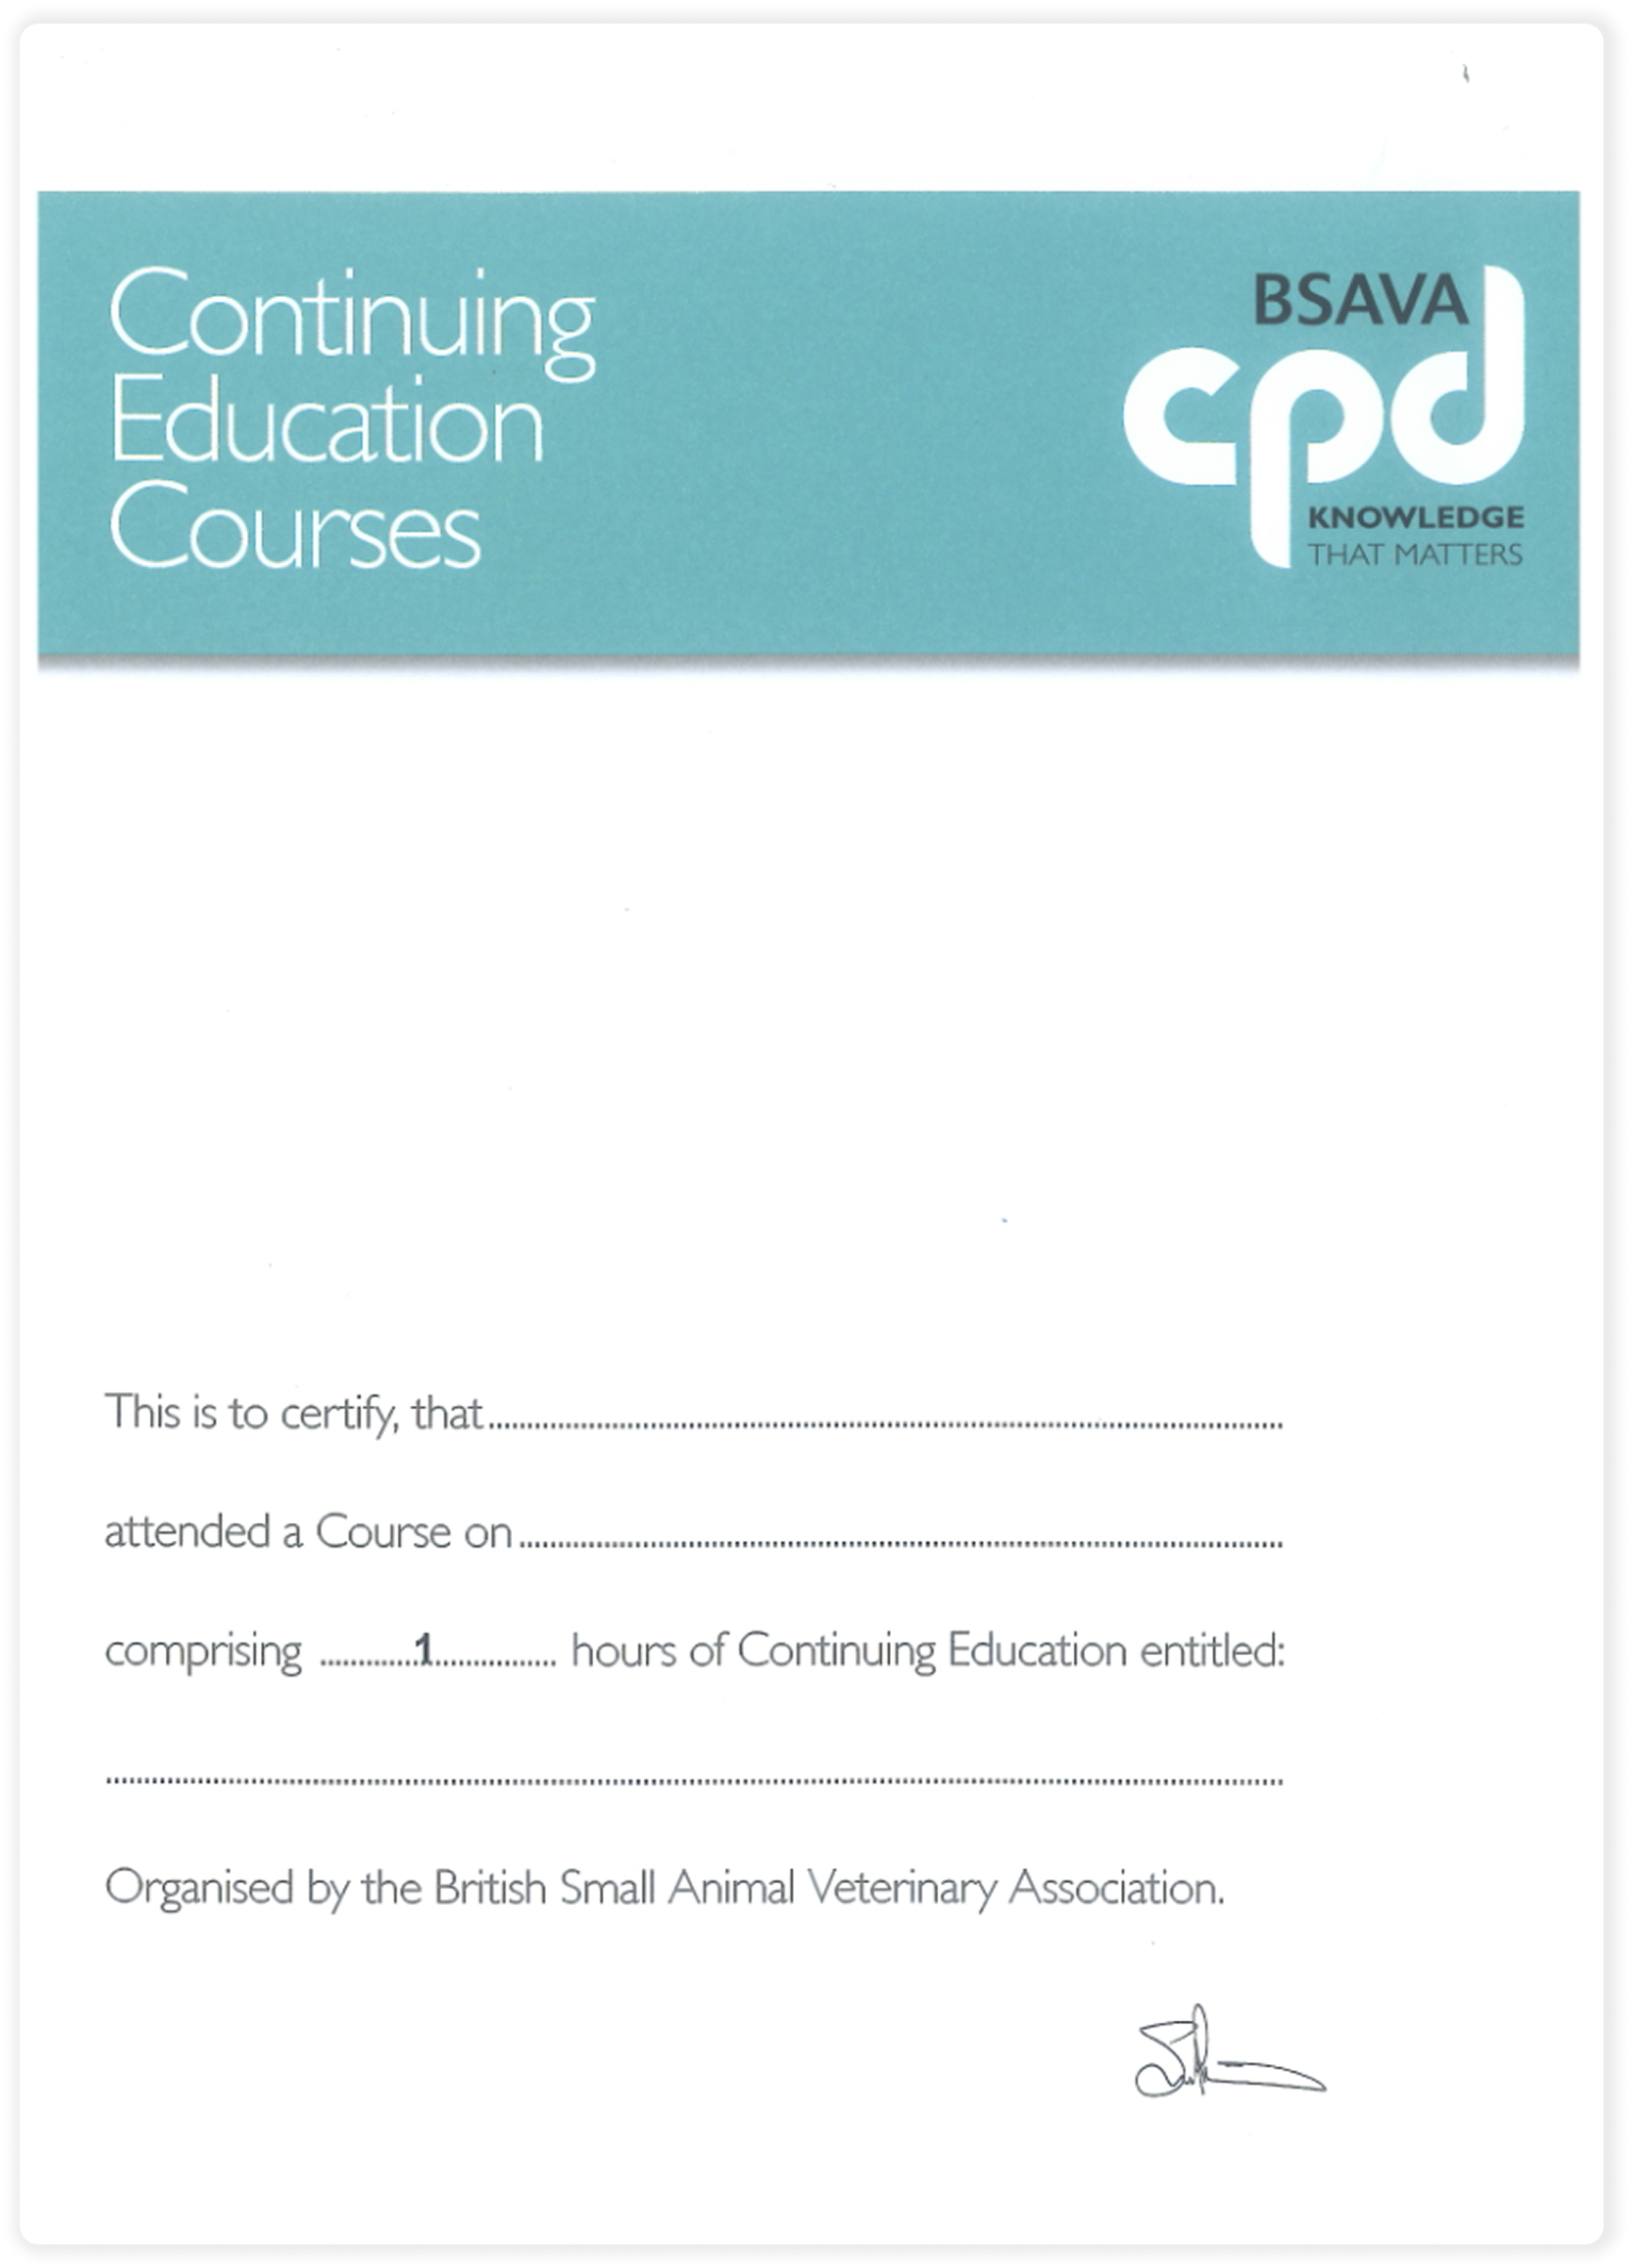 Continuing
Education
Courses
BSAVA
cpd
KNOWLEDGE
THAT MATTERS
This is to certify, that
attended a Course on
comprising 1 hours of Continuing Education entitled:
Organised by the British Small Animal Veterinary Association.